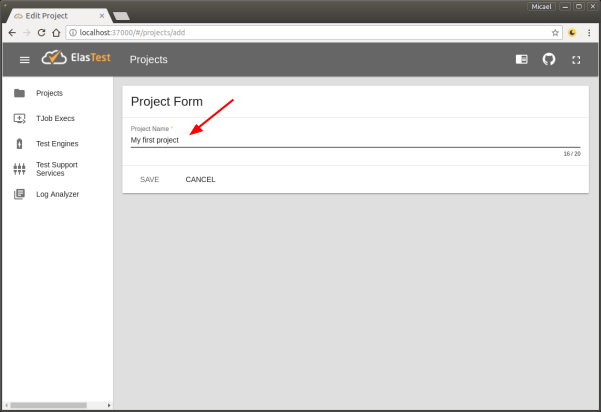 Micael
Edit Project
localhost:37000/#/projects/add
ElasTest
Projects
Projects
TJob Execs
Test Engines
Test Support
Services
Log Analyzer
Project Form
Project Name *
My first project
16 / 20
SAVE
CANCEL